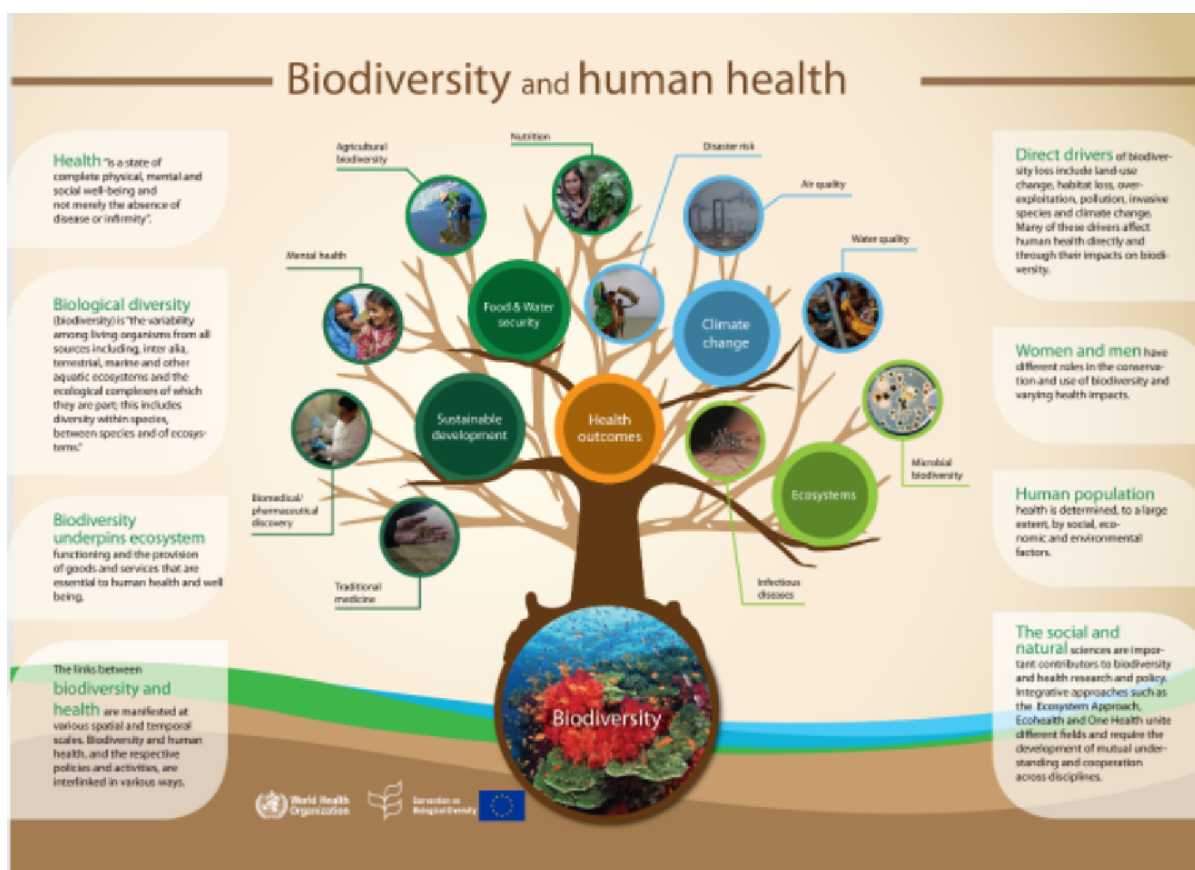 Biodiversity and human health
Health "is a state of
complete physical, mental and
social well-being and
not merely the absence of
disease or infirmity".
Biological diversity
(biodiversity) is "the variability
among living organisms from all
sources including, inter alia,
terrestrial, marine and other
aquatic ecosystems and the
ecological complexes of which
they are part; this includes
diversity within species,
between species and of ecosys-
tems."
Biodiversity
underpins ecosystem
functioning and the provision
of goods and services that are
essential to human health and well
being.
The links between
biodiversity and
health are manifested at
various spatial and temporal
scales. Biodiversity and human
health, and the respective
policies and activities, are
interlinked in various ways.
Agricultural
biodiversity
Nutrition
Disaster risk
Air quality
Water quality
Mental health
Food & Water
security
Climate
change
Sustainable
development
Health
outcomes
Ecosystems
Microbial
biodiversity
Biomedical/
pharmaceutical
discovery
Traditional
medicine
Infectious
diseases
Biodiversity
World Health
Organization
Convention on
Biological Diversity
Direct drivers of biodiver-
sity loss include land-use
change, habitat loss, over-
exploitation, pollution, invasive
species and climate change.
Many of these drivers affect
human health directly and
through their impacts on biodi-
versity.
Women and men have
different roles in the conserva-
tion and use of biodiversity and
varying health impacts.
Human population
health is determined, to a large
extent, by social, eco-
nomic and environmental
factors.
The social and
natural sciences are impor-
tant contributors to biodiversity
and health research and policy.
Integrative approaches such as
the Ecosystem Approach,
Ecohealth and One Health unite
different fields and require the
development of mutual under-
standing and cooperation
across disciplines.